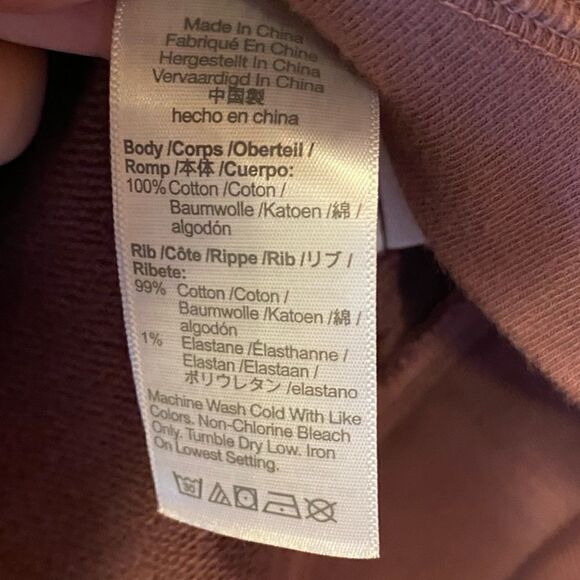 Made In China
Fabriqué En Chine
Hergestellt In China
Vervaardigd In China
中国製
hecho en china
Body /Corps /Oberteil /
Romp /本体 /Cuerpo:
100% Cotton /Coton /
Baumwolle /Katoen /綿 /
algodón
Rib /Côte /Rippe /Rib /リブ /
Ribete:
99% Cotton /Coton /
Baumwolle /Katoen /綿 /
algodón
1% Elastane /Élasthanne /
Elastan /Elastaan /
ポリウレタン /elastano
Machine Wash Cold With Like
Colors. Non-Chlorine Bleach
Only. Tumble Dry Low. Iron
On Lowest Setting.
30